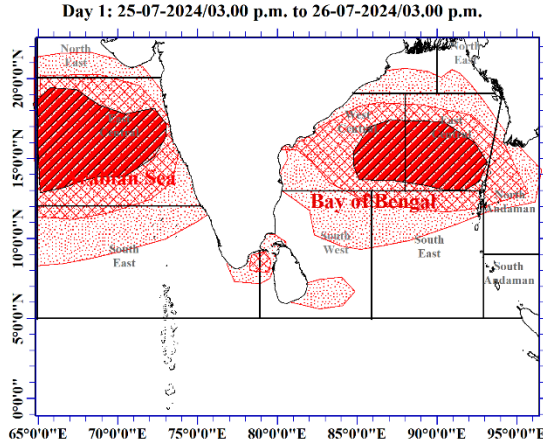 Day 1: 25-07-2024/03.00 p.m. to 26-07-2024/03.00 p.m.
North
East
North
East
20°0'0"N
West
Central
East
Central
15°0'0"N
Arabian Sea
Bay of Bengal
North
Andaman
10°0'0"N
South
East
South
West
South
East
South
Andaman
5°0'0"N
0°0'0"
65°0'0"E 70°0'0"E 75°0'0"E 80°0'0"E 85°0'0"E 90°0'0"E 95°0'0"E